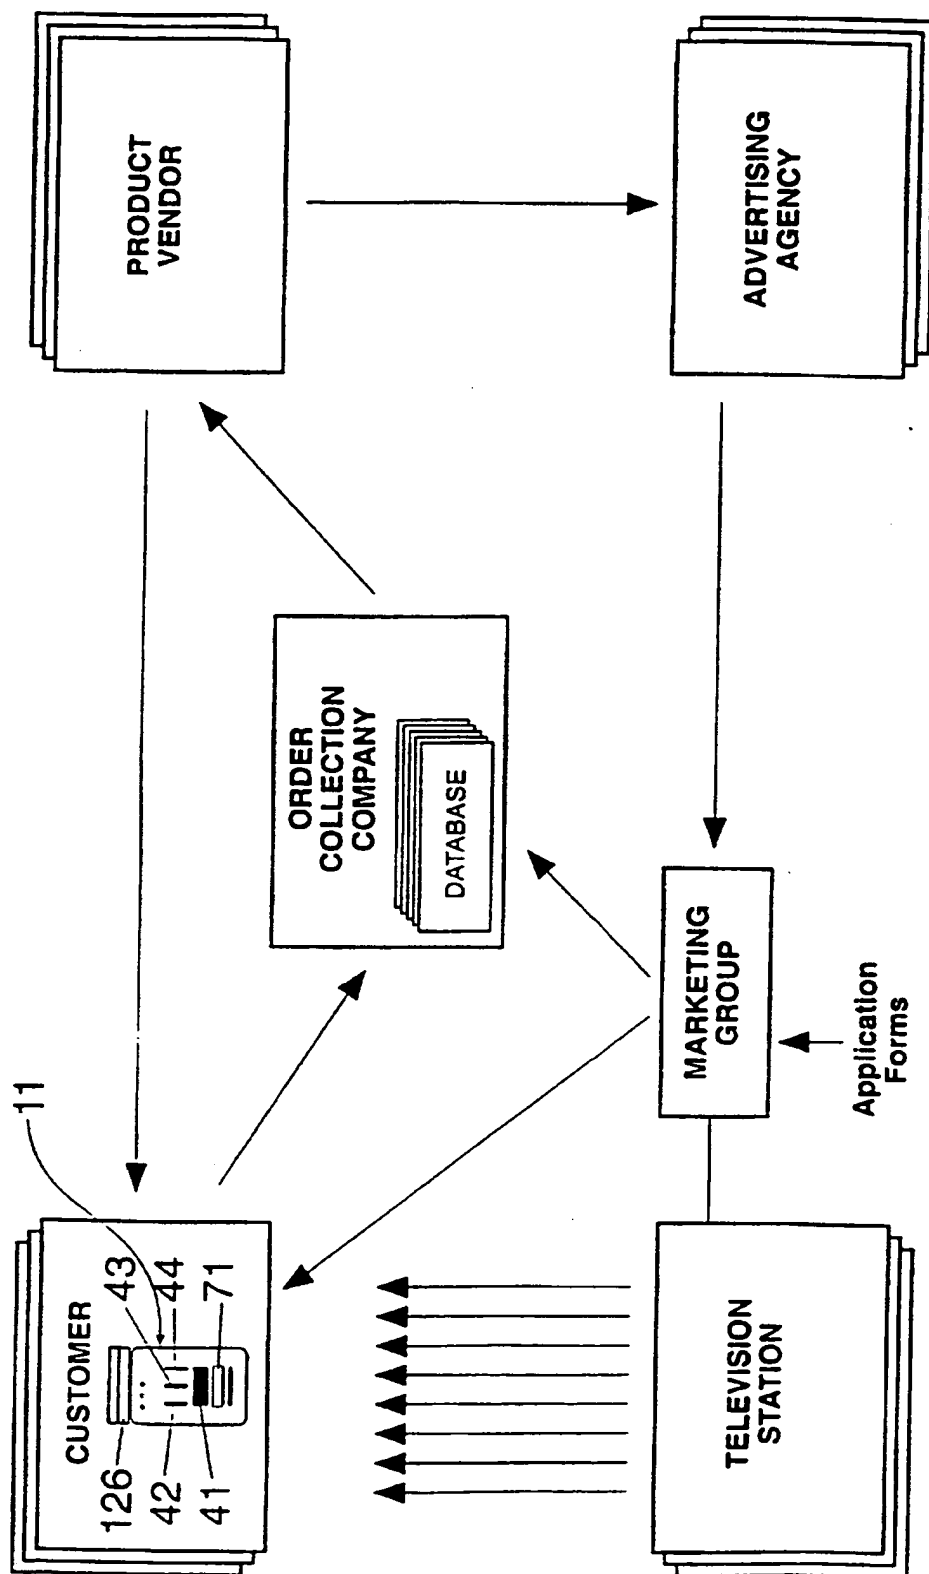 CUSTOMER
126
42
41
43
44
71
11
PRODUCT
VENDOR
ORDER
COLLECTION
COMPANY
DATABASE
TELEVISION
STATION
MARKETING
GROUP
Application
Forms
ADVERTISING
AGENCY